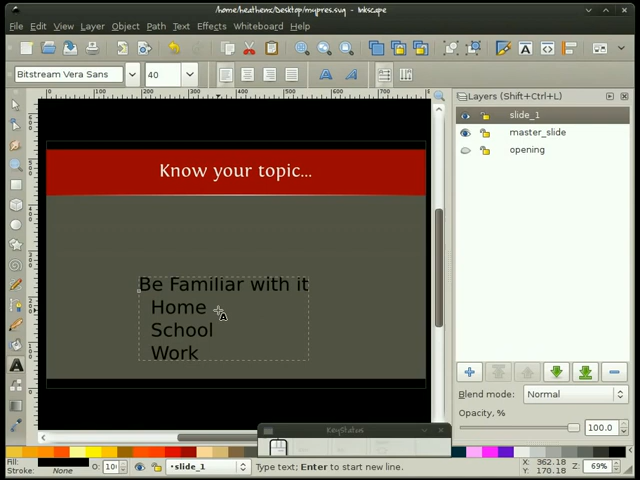 /home/heathenx/Desktop/mypres.svg - Inkscape
File Edit View Layer Object Path Text Effects Whiteboard Help
Bitstream Vera Sans 40
Layers (Shift+Ctrl+L)
slide_1
master_slide
opening
Know your topic...
Be Familiar with it
Home
School
Work
Blend mode: Normal
Opacity, % 100.0
KeyStatus
Fill:
Stroke: None
O: 10
•slide_1
Type text; Enter to start new line.
X: 362.18
Y: 170.18
Z: 69%